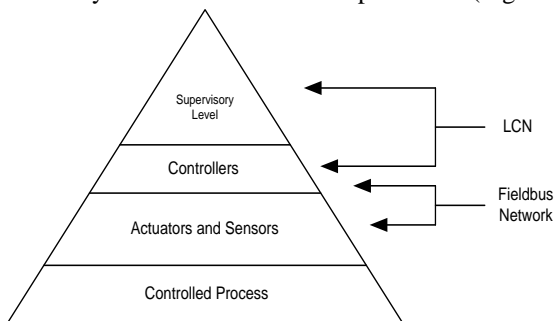 Supervisory
Level
LCN
Controllers
Fieldbus
Network
Actuators and Sensors
Controlled Process